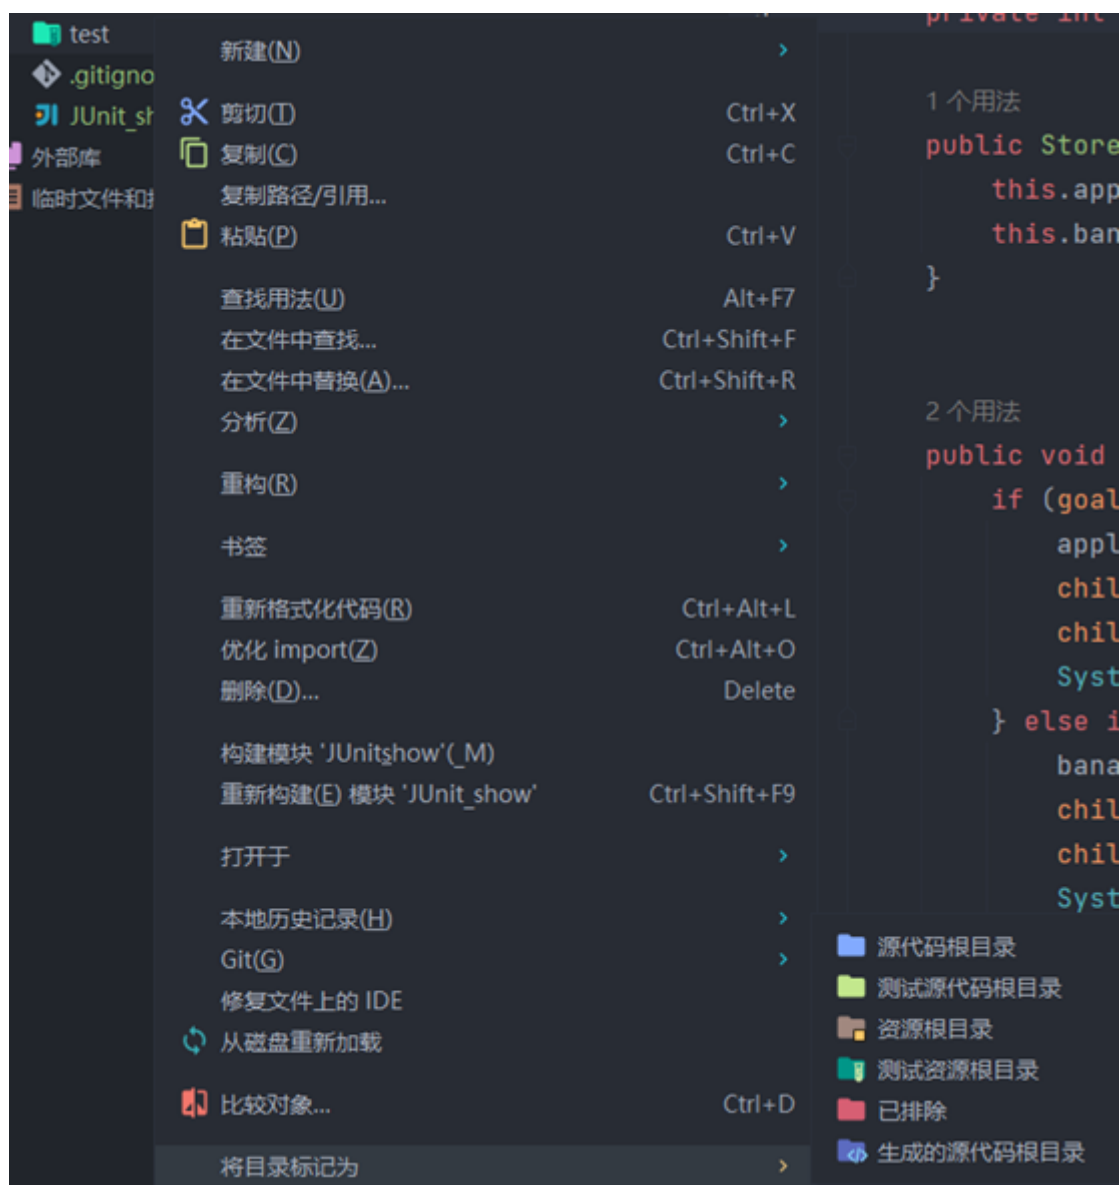 test
.gitigno
JUnit_sh
外部库
临时文件和
新建(N)
剪切(T) Ctrl+X
复制(C) Ctrl+C
复制路径/引用...
粘贴(P) Ctrl+V
查找用法(U) Alt+F7
在文件中查找... Ctrl+Shift+F
在文件中替换(A)... Ctrl+Shift+R
分析(Z)
重构(R)
书签
重新格式化代码(R) Ctrl+Alt+L
优化 import(Z) Ctrl+Alt+O
删除(D)... Delete
构建模块 'JUnitshow'(_M)
重新构建(E) 模块 'JUnit_show' Ctrl+Shift+F9
打开于
本地历史记录(H)
Git(G)
修复文件上的 IDE
从磁盘重新加载
比较对象... Ctrl+D
将目录标记为
源代码根目录
测试源代码根目录
资源根目录
测试资源根目录
已排除
生成的源代码根目录
private int
1 个用法
public Store
this.app
this.ban
}
2 个用法
public void
if (goal
appl
chil
chil
Syst
} else i
bana
chil
chil
Syst